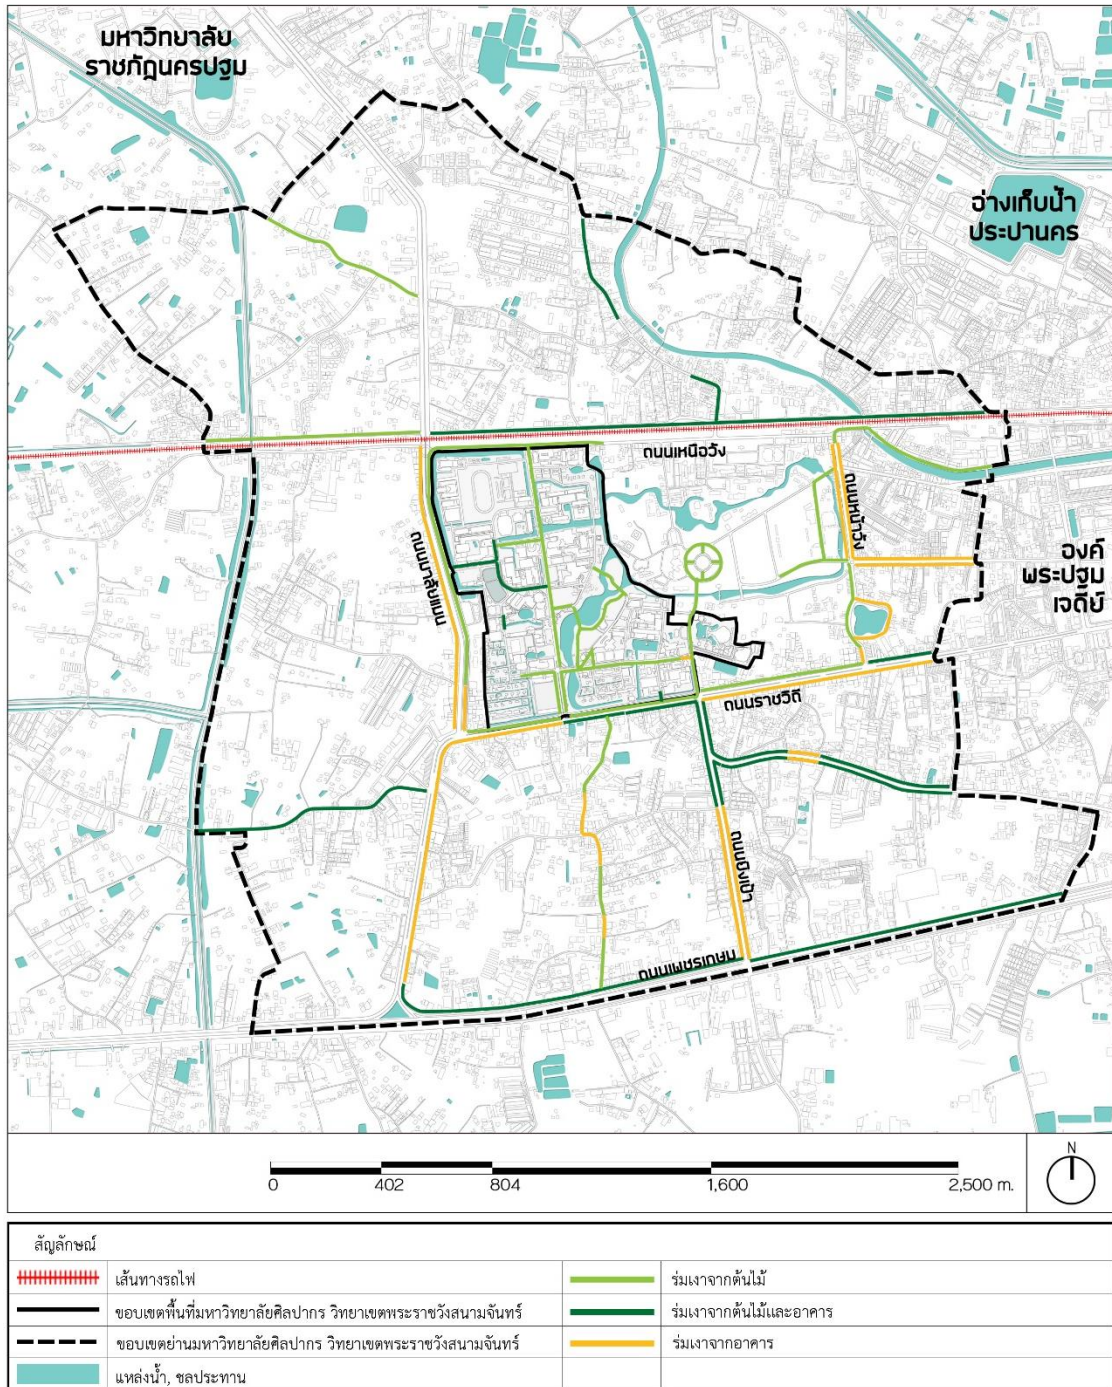 มหาวิทยาลัย
ราชภัฏนครปฐม
อ่างเก็บน้ำ
ประปานคร
ถนนเหนือวัง
ถนนหน้าวัง
ถนนมาลัยแมน
องค์
พระปฐม
เจดีย์
ถนนราชวิถี
ถนนยิงเป้า
ถนนเพชรเกษม
0 402 804 1,600 2,500 m.
N
สัญลักษณ์
เส้นทางรถไฟ
ร่มเงาจากต้นไม้
ขอบเขตพื้นที่มหาวิทยาลัยศิลปากร วิทยาเขตพระราชวังสนามจันทร์
ร่มเงาจากต้นไม้และอาคาร
ขอบเขตย่านมหาวิทยาลัยศิลปากร วิทยาเขตพระราชวังสนามจันทร์
ร่มเงาจากอาคาร
แหล่งน้ำ, ชลประทาน